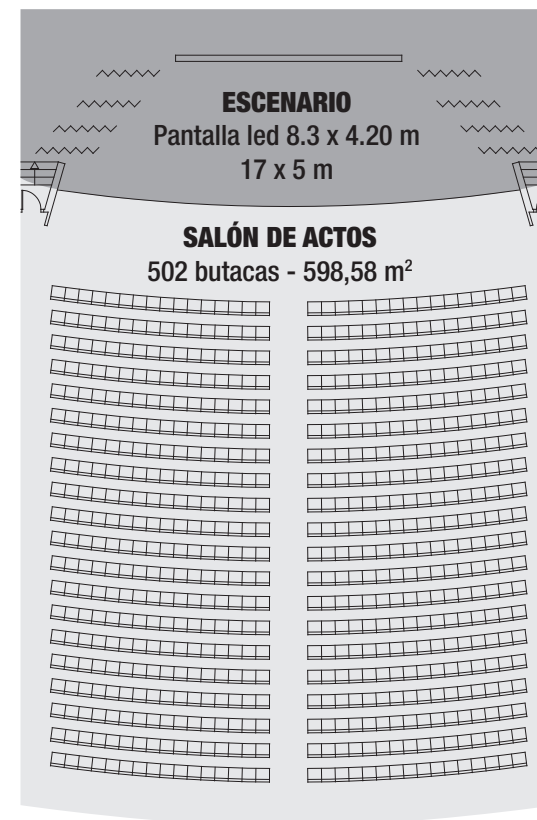 ESCENARIO
Pantalla led 8.3 x 4.20 m
17 x 5 m
SALÓN DE ACTOS
502 butacas - 598,58 m²